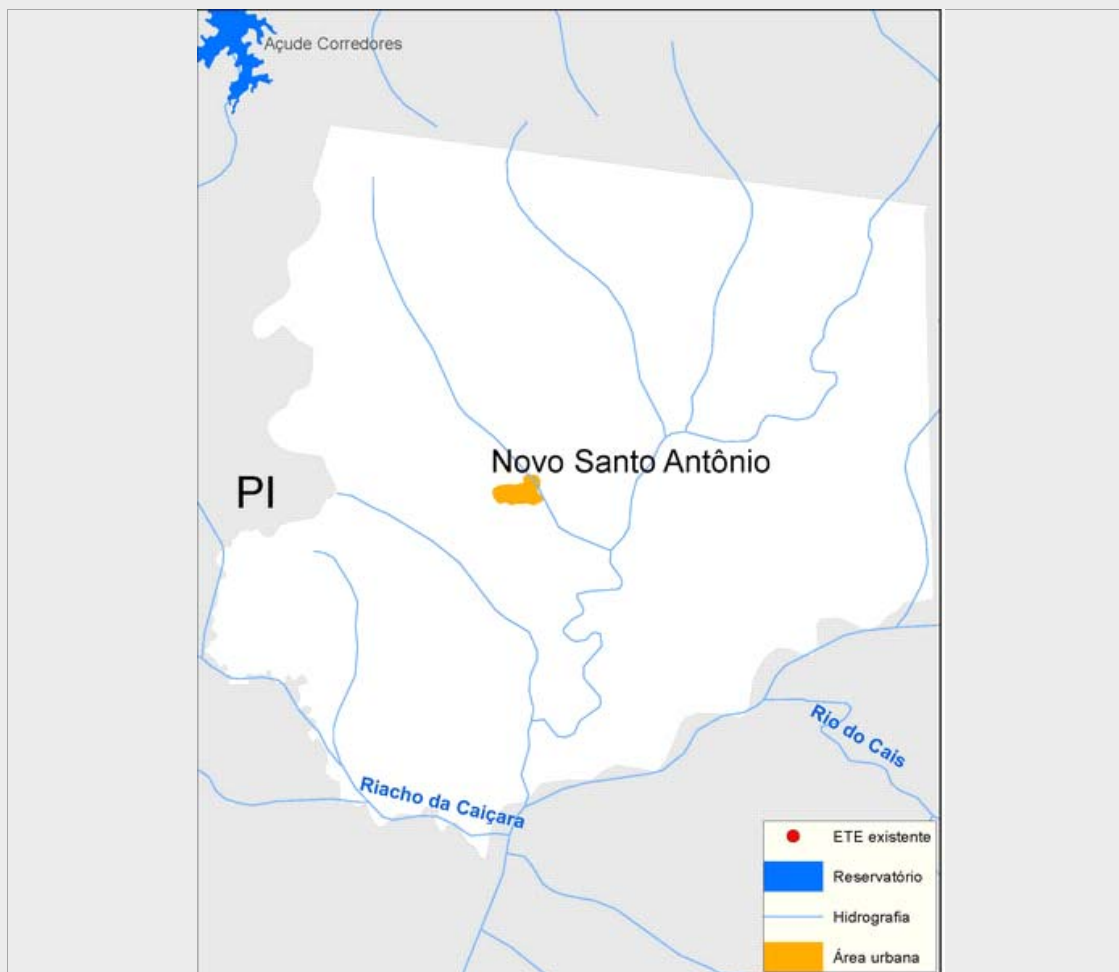 Açude Corredores
Novo Santo Antônio
PI
Rio do Cais
Riacho da Caiçara
ETE existente
Reservatório
Hidrografia
Área urbana